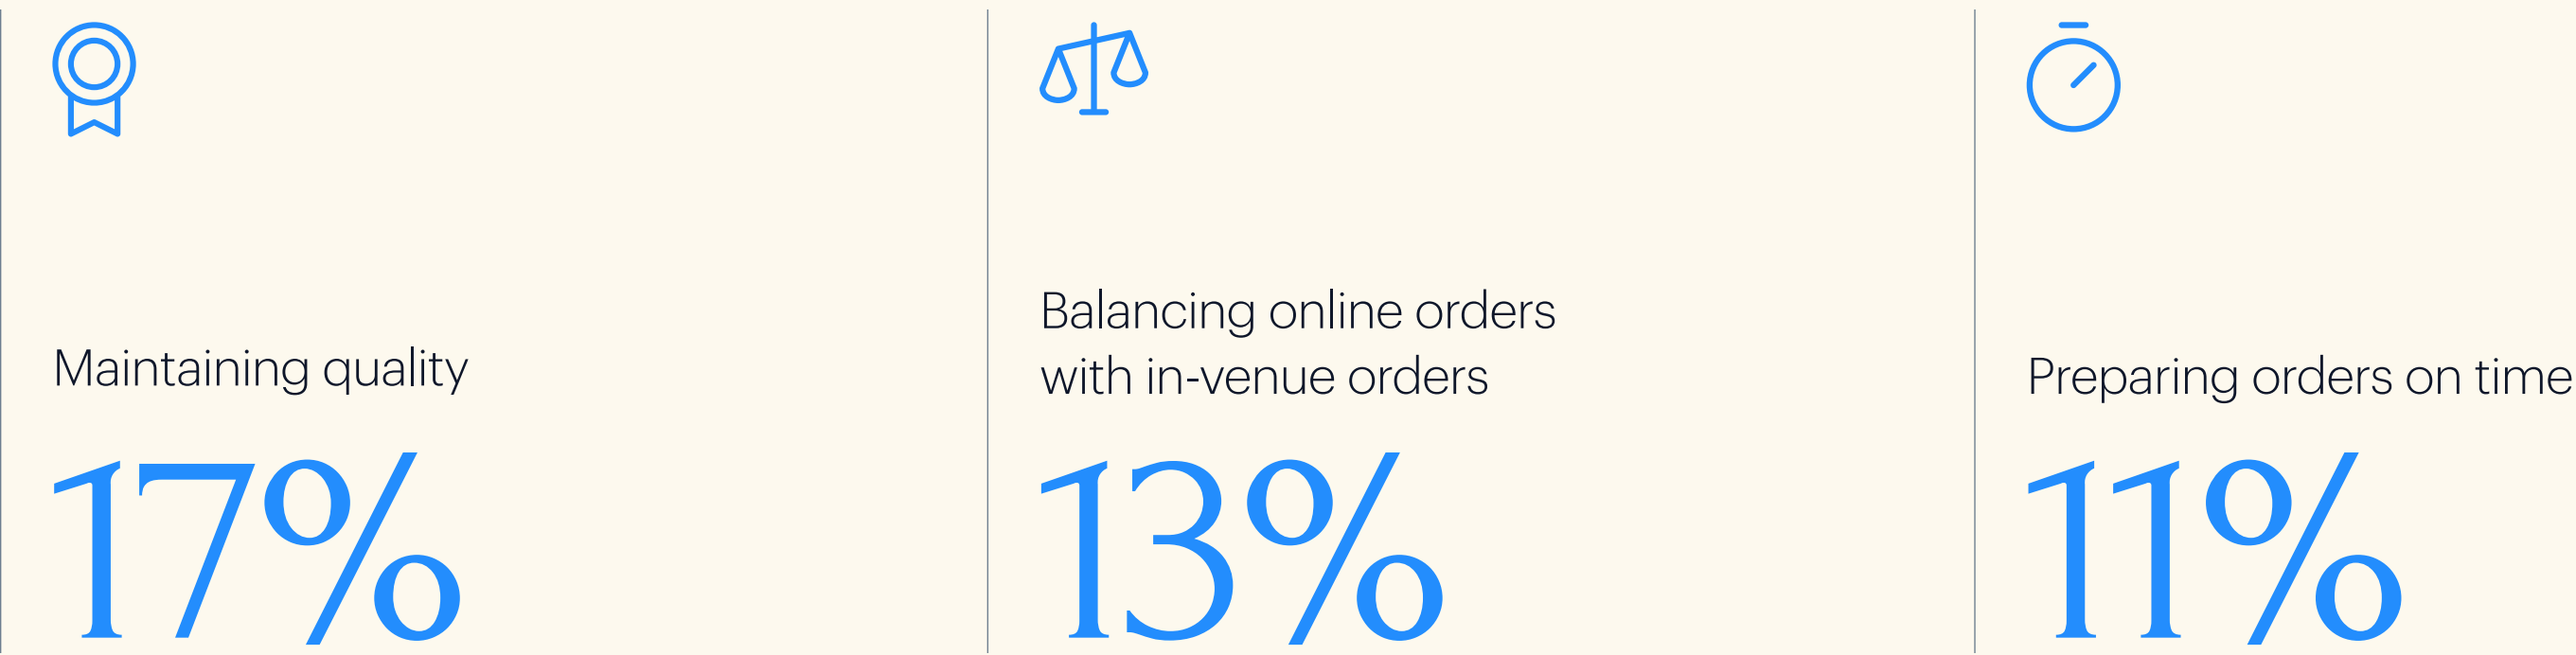 Maintaining quality
17%
Balancing online orders
with in-venue orders
13%
Preparing orders on time
11%